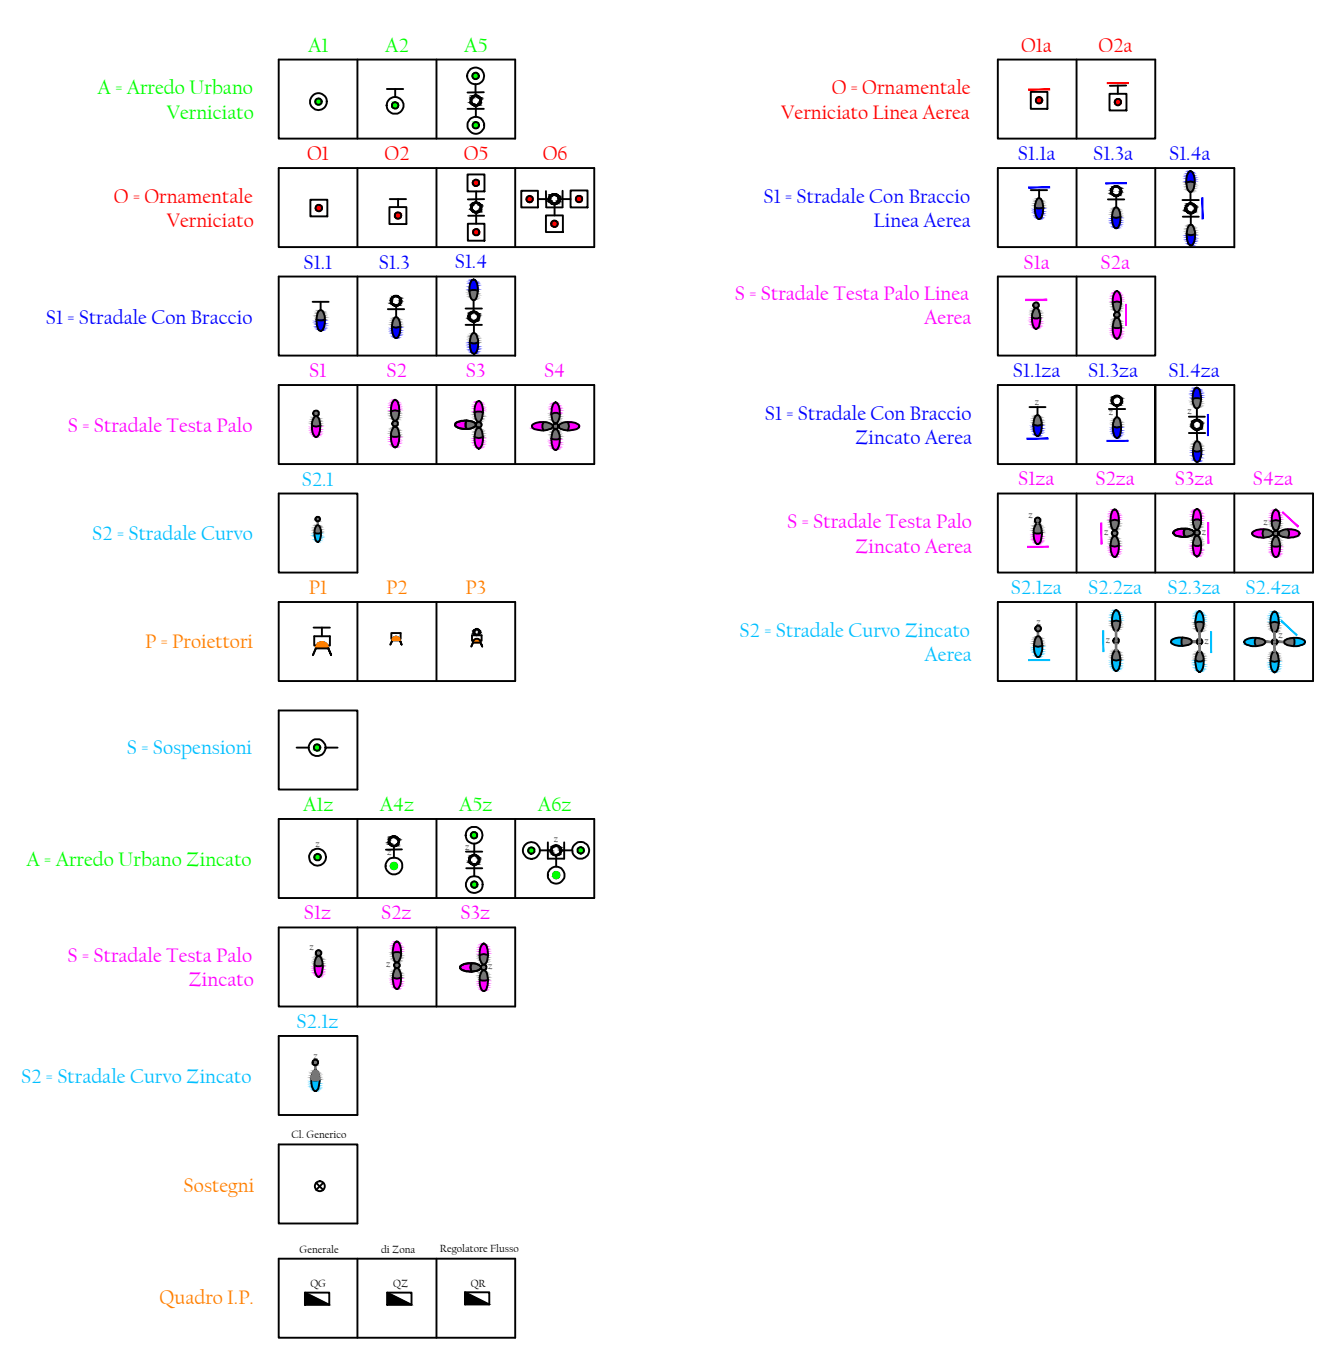 A1 A2 A5
A = Arredo Urbano
Verniciato
O1 O2 O5 O6
O = Ornamentale
Verniciato
S1.1 S1.3 S1.4
S1 = Stradale Con Braccio
S1 S2 S3 S4
S = Stradale Testa Palo
S2.1
S2 = Stradale Curvo
P1 P2 P3
P = Proiettori
S = Sospensioni
A1z A4z A5z A6z
z z z z
A = Arredo Urbano Zincato
S1z S2z S3z
z z z
S = Stradale Testa Palo
Zincato
S2.1z
z
S2 = Stradale Curvo Zincato
Cl. Generico
Sostegni
Generale di Zona Regolatore Flusso
QG QZ QR
Quadro I.P.
O1a O2a
O = Ornamentale
Verniciato Linea Aerea
S1.1a S1.3a S1.4a
S1 = Stradale Con Braccio
Linea Aerea
S1a S2a
S = Stradale Testa Palo Linea
Aerea
S1.1za S1.3za S1.4za
z z z
S1 = Stradale Con Braccio
Zincato Aerea
S1za S2za S3za S4za
z z z z
S = Stradale Testa Palo
Zincato Aerea
S2.1za S2.2za S2.3za S2.4za
z z z z
S2 = Stradale Curvo Zincato
Aerea